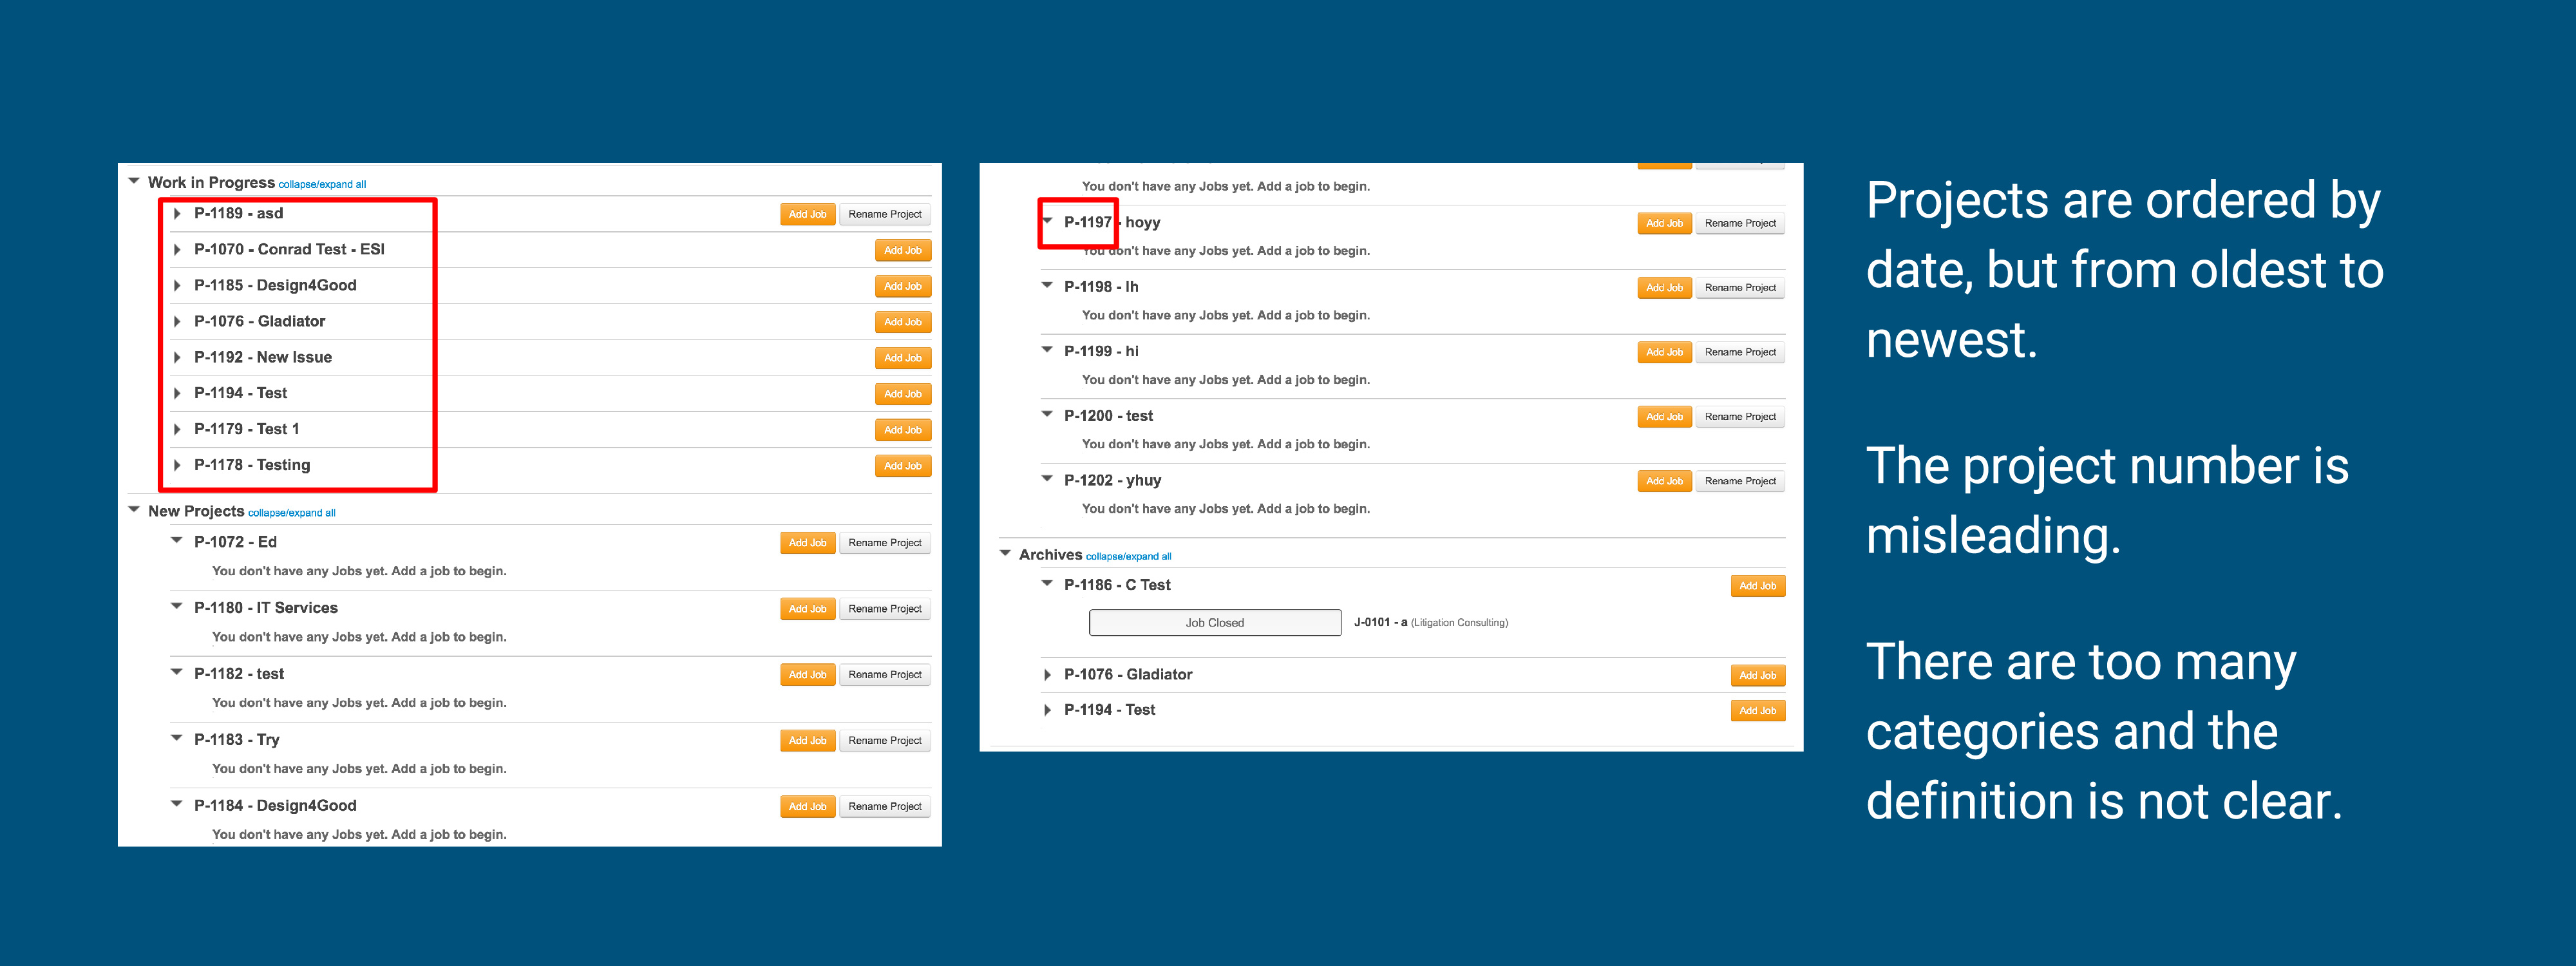 Work in Progress collapse/expand all
P-1189 - asd Add Job Rename Project
P-1070 - Conrad Test - ESI Add Job
P-1185 - Design4Good Add Job
P-1076 - Gladiator Add Job
P-1192 - New Issue Add Job
P-1194 - Test Add Job
P-1179 - Test 1 Add Job
P-1178 - Testing Add Job
New Projects collapse/expand all
P-1072 - Ed Add Job Rename Project
You don't have any Jobs yet. Add a job to begin.
P-1180 - IT Services Add Job Rename Project
You don't have any Jobs yet. Add a job to begin.
P-1182 - test Add Job Rename Project
You don't have any Jobs yet. Add a job to begin.
P-1183 - Try Add Job Rename Project
You don't have any Jobs yet. Add a job to begin.
P-1184 - Design4Good Add Job Rename Project
You don't have any Jobs yet. Add a job to begin.
You don't have any Jobs yet. Add a job to begin.
P-1197 - hoyy Add Job Rename Project
You don't have any Jobs yet. Add a job to begin.
P-1198 - lh Add Job Rename Project
You don't have any Jobs yet. Add a job to begin.
P-1199 - hi Add Job Rename Project
You don't have any Jobs yet. Add a job to begin.
P-1200 - test Add Job Rename Project
You don't have any Jobs yet. Add a job to begin.
P-1202 - yhuy Add Job Rename Project
You don't have any Jobs yet. Add a job to begin.
Archives collapse/expand all
P-1186 - C Test Add Job
Job Closed J-0101 - a (Litigation Consulting)
P-1076 - Gladiator Add Job
P-1194 - Test Add Job
Projects are ordered by
date, but from oldest to
newest.
The project number is
misleading.
There are too many
categories and the
definition is not clear.